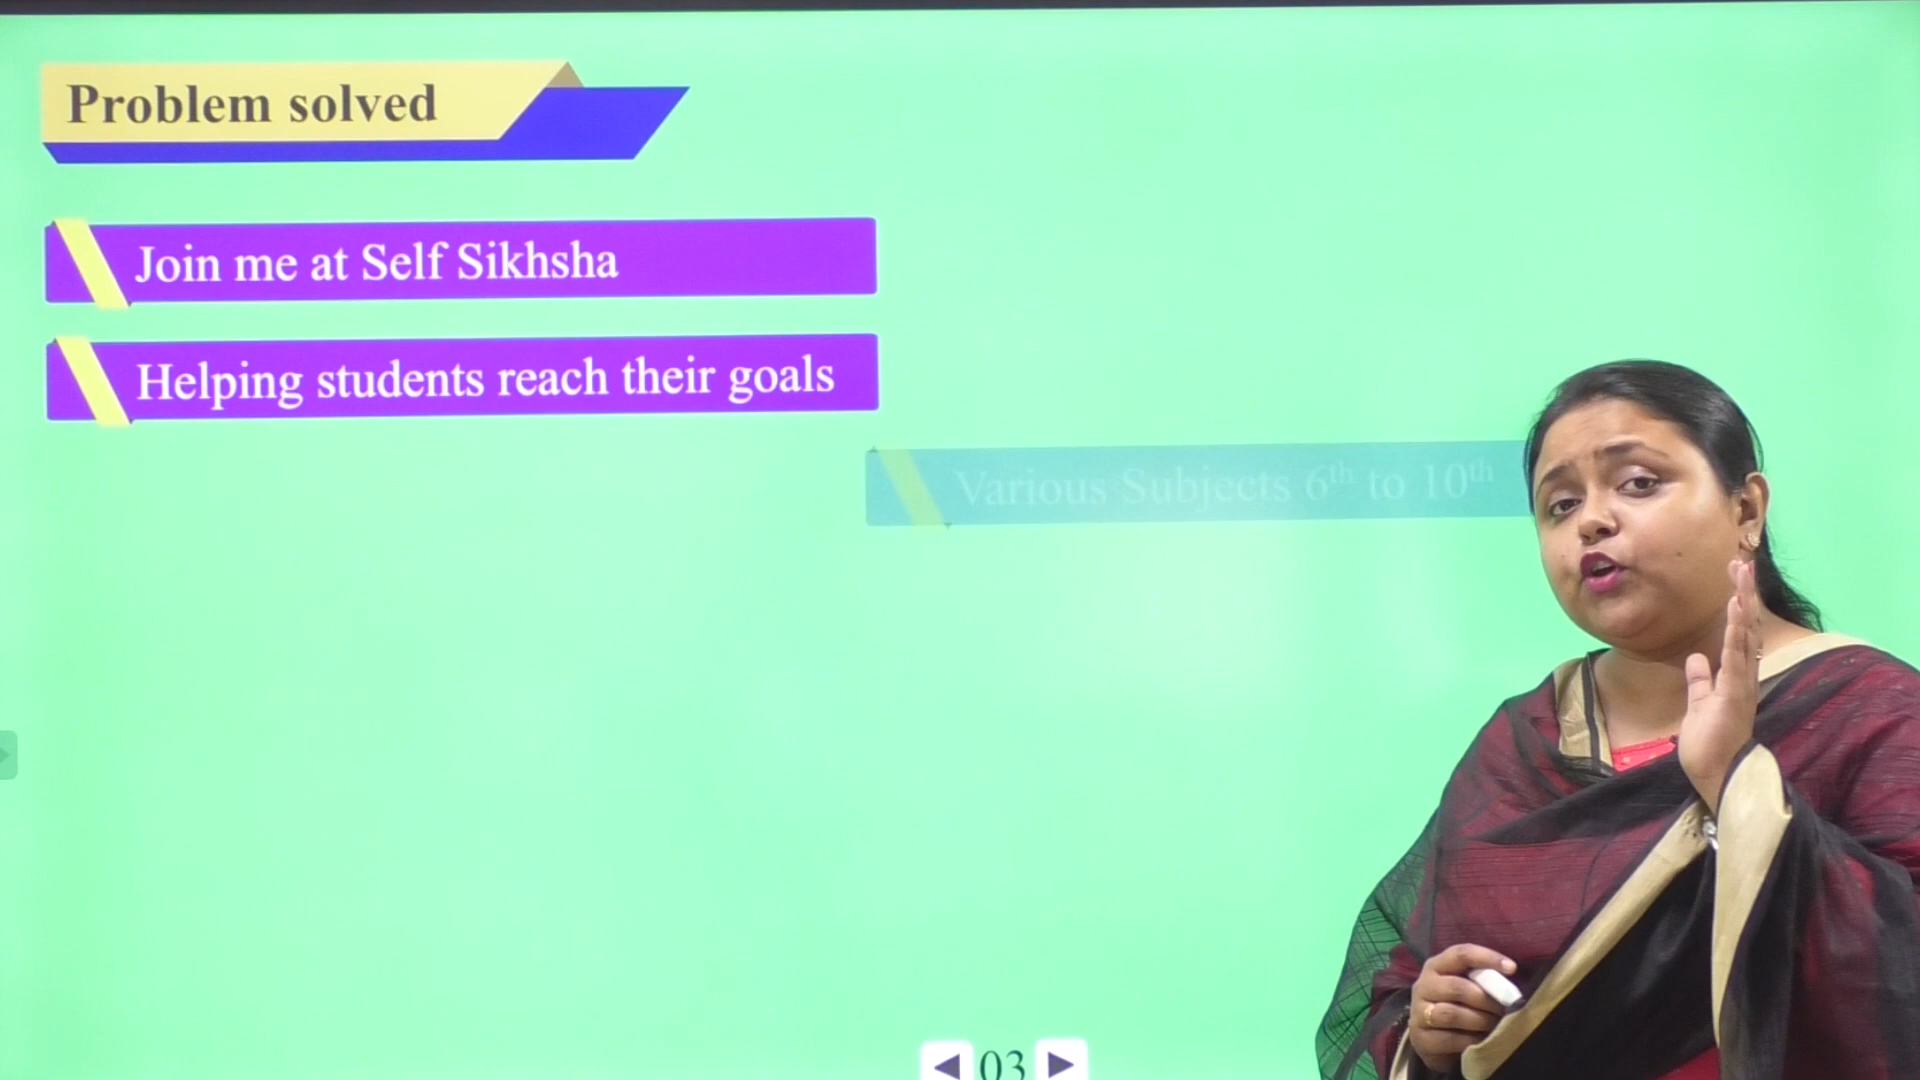 Problem solved
Join me at Self Sikhsha
Helping students reach their goals
Various Subjects 6th to 10th
03